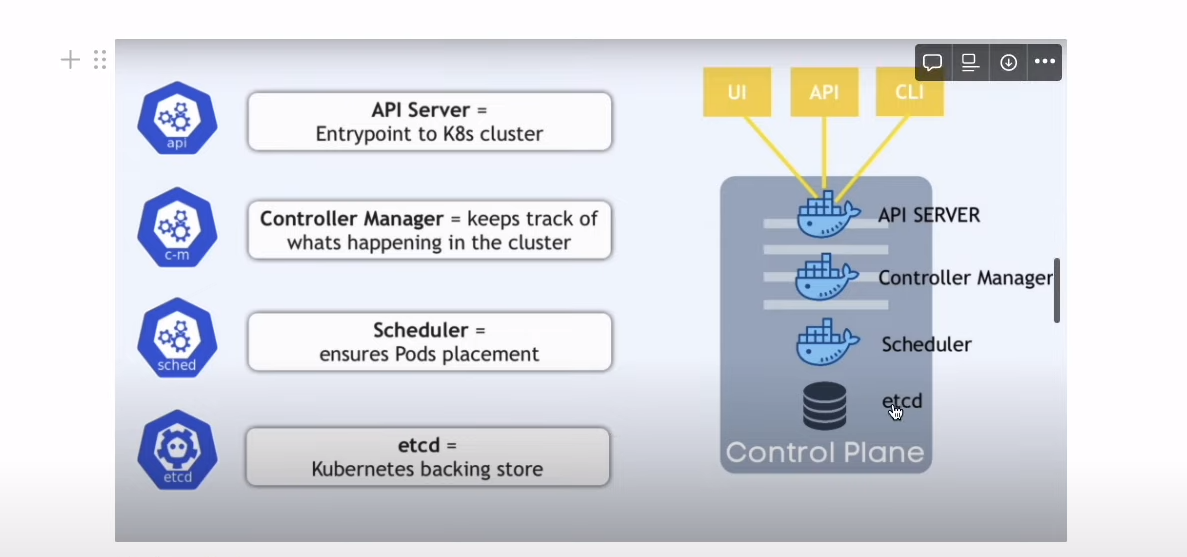 api
API Server =
Entrypoint to K8s cluster
c-m
Controller Manager = keeps track of
whats happening in the cluster
sched
Scheduler =
ensures Pods placement
etcd
etcd =
Kubernetes backing store
UI
API
CLI
API SERVER
Controller Manager
Scheduler
etcd
Control Plane